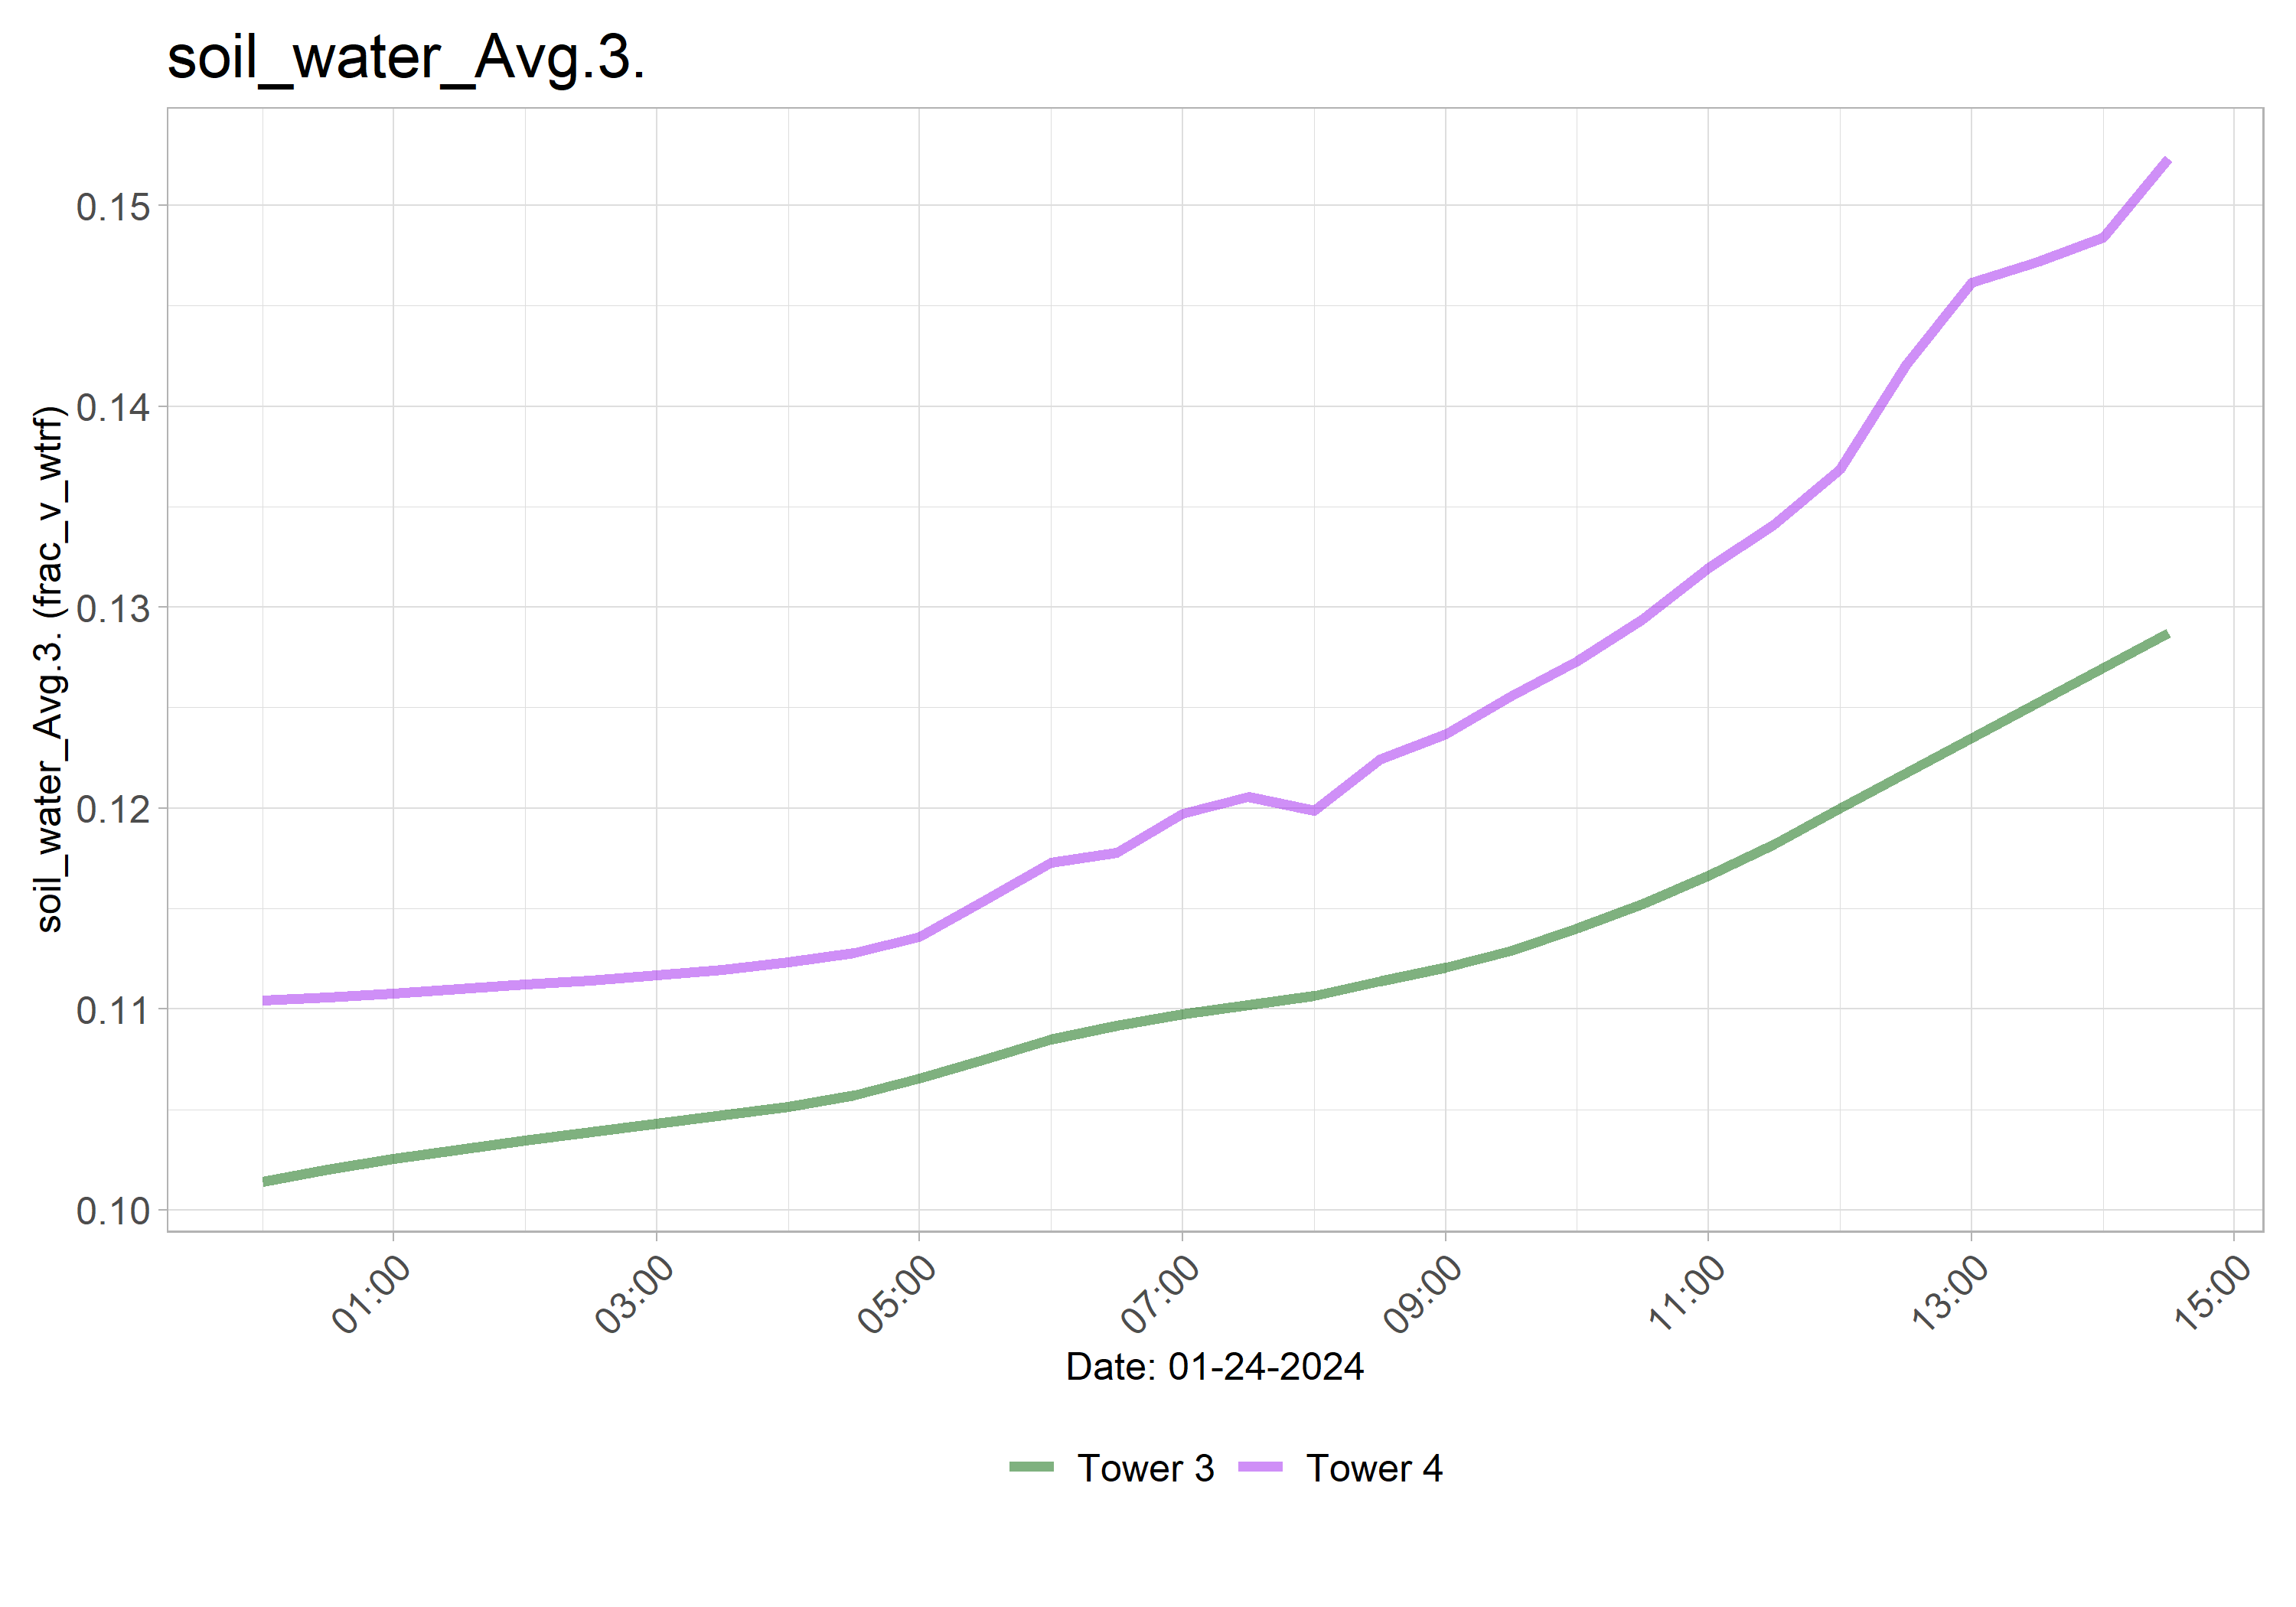 soil_water_Avg.3.
soil_water_Avg.3. (frac_v_wtrf)
0.15
0.14
0.13
0.12
0.11
0.10
01:00
03:00
05:00
07:00
09:00
11:00
13:00
15:00
Date: 01-24-2024
Tower 3
Tower 4